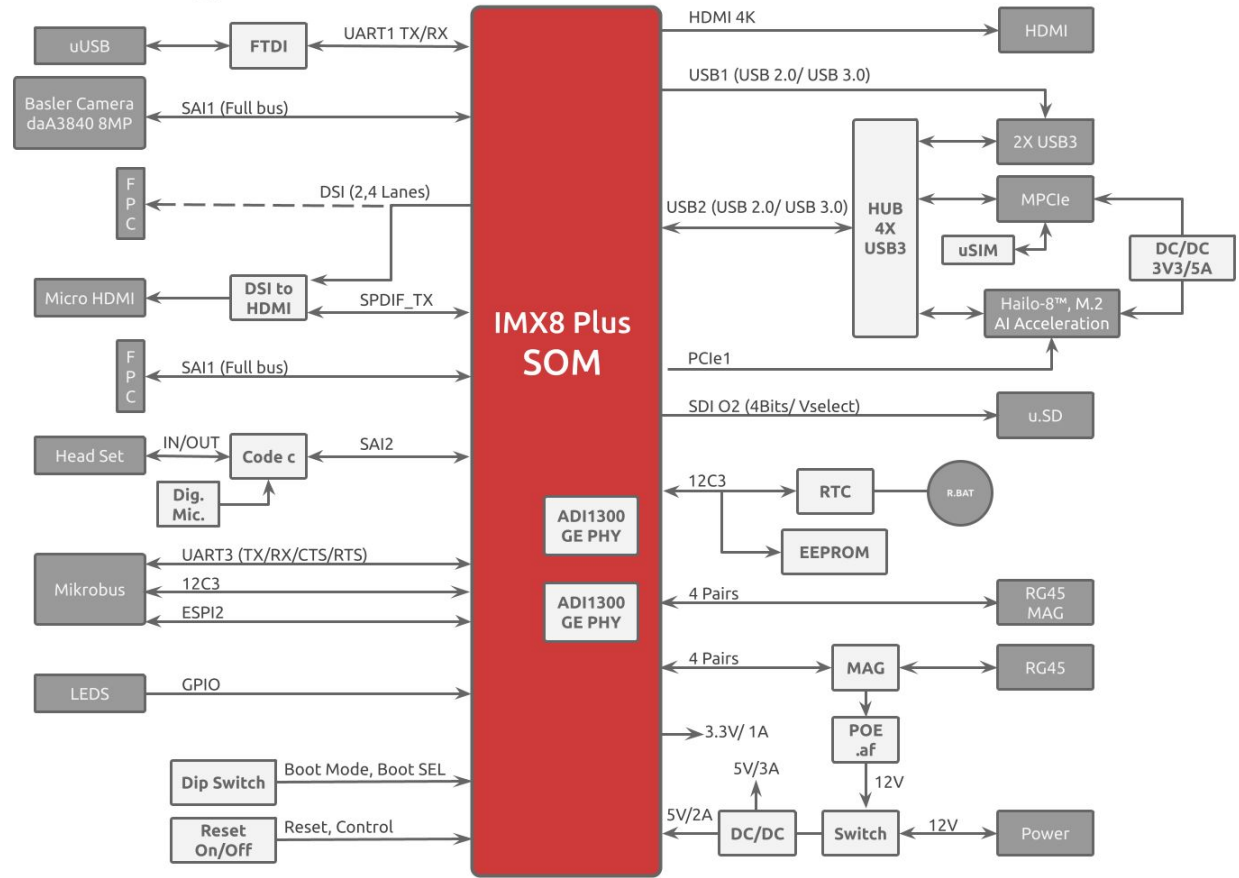 uUSB
FTDI
UART1 TX/RX
Basler Camera
daA3840 8MP
SAI1 (Full bus)
F
P
C
DSI (2,4 Lanes)
Micro HDMI
DSI to
HDMI
SPDIF_TX
F
P
C
SAI1 (Full bus)
Head Set
IN/OUT
Code c
SAI2
Dig.
Mic.
Mikrobus
UART3 (TX/RX/CTS/RTS)
12C3
ESPI2
LEDS
GPIO
Dip Switch
Boot Mode, Boot SEL
Reset
On/Off
Reset, Control
IMX8 Plus
SOM
ADI1300
GE PHY
ADI1300
GE PHY
HDMI 4K
HDMI
USB1 (USB 2.0/ USB 3.0)
2X USB3
USB2 (USB 2.0/ USB 3.0)
HUB
4X
USB3
MPCIe
uSIM
DC/DC
3V3/5A
Hailo-8™, M.2
AI Acceleration
PCIe1
SDI O2 (4Bits/ Vselect)
u.SD
12C3
RTC
R.BAT
EEPROM
4 Pairs
RG45
MAG
4 Pairs
MAG
RG45
3.3V/ 1A
POE
.af
12V
5V/3A
5V/2A
DC/DC
Switch
12V
Power